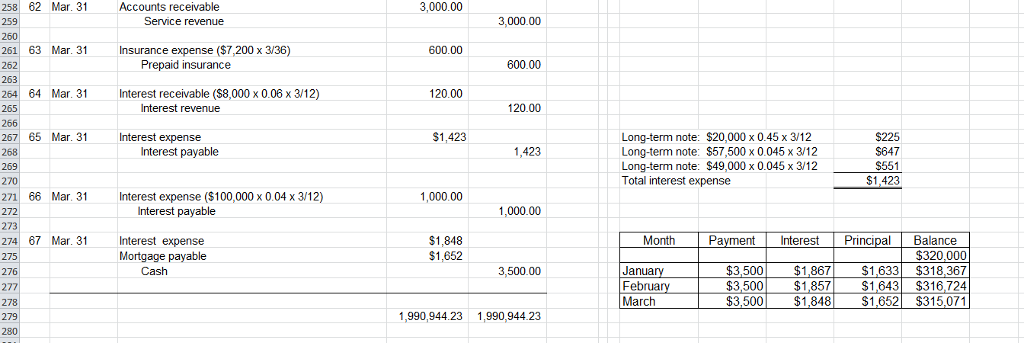 258 62 Mar. 31 Accounts receivable 3,000.00
259 Service revenue 3,000.00
260
261 63 Mar. 31 Insurance expense ($7,200 x 3/36) 600.00
262 Prepaid insurance 600.00
263
264 64 Mar. 31 Interest receivable ($8,000 x 0.06 x 3/12) 120.00
265 Interest revenue 120.00
266
267 65 Mar. 31 Interest expense $1,423 Long-term note: $20,000 x 0.45 x 3/12 $225
268 Interest payable 1,423 Long-term note: $57,500 x 0.045 x 3/12 $647
269 Long-term note: $49,000 x 0.045 x 3/12 $551
270 Total interest expense $1,423
271 66 Mar. 31 Interest expense ($100,000 x 0.04 x 3/12) 1,000.00
272 Interest payable 1,000.00
273
274 67 Mar. 31 Interest expense $1,848 Month Payment Interest Principal Balance
275 Mortgage payable $1,652 $320,000
276 Cash 3,500.00 January $3,500 $1,867 $1,633 $318,367
277 February $3,500 $1,857 $1,643 $316,724
278 March $3,500 $1,848 $1,652 $315,071
279 1,990,944.23 1,990,944.23
280